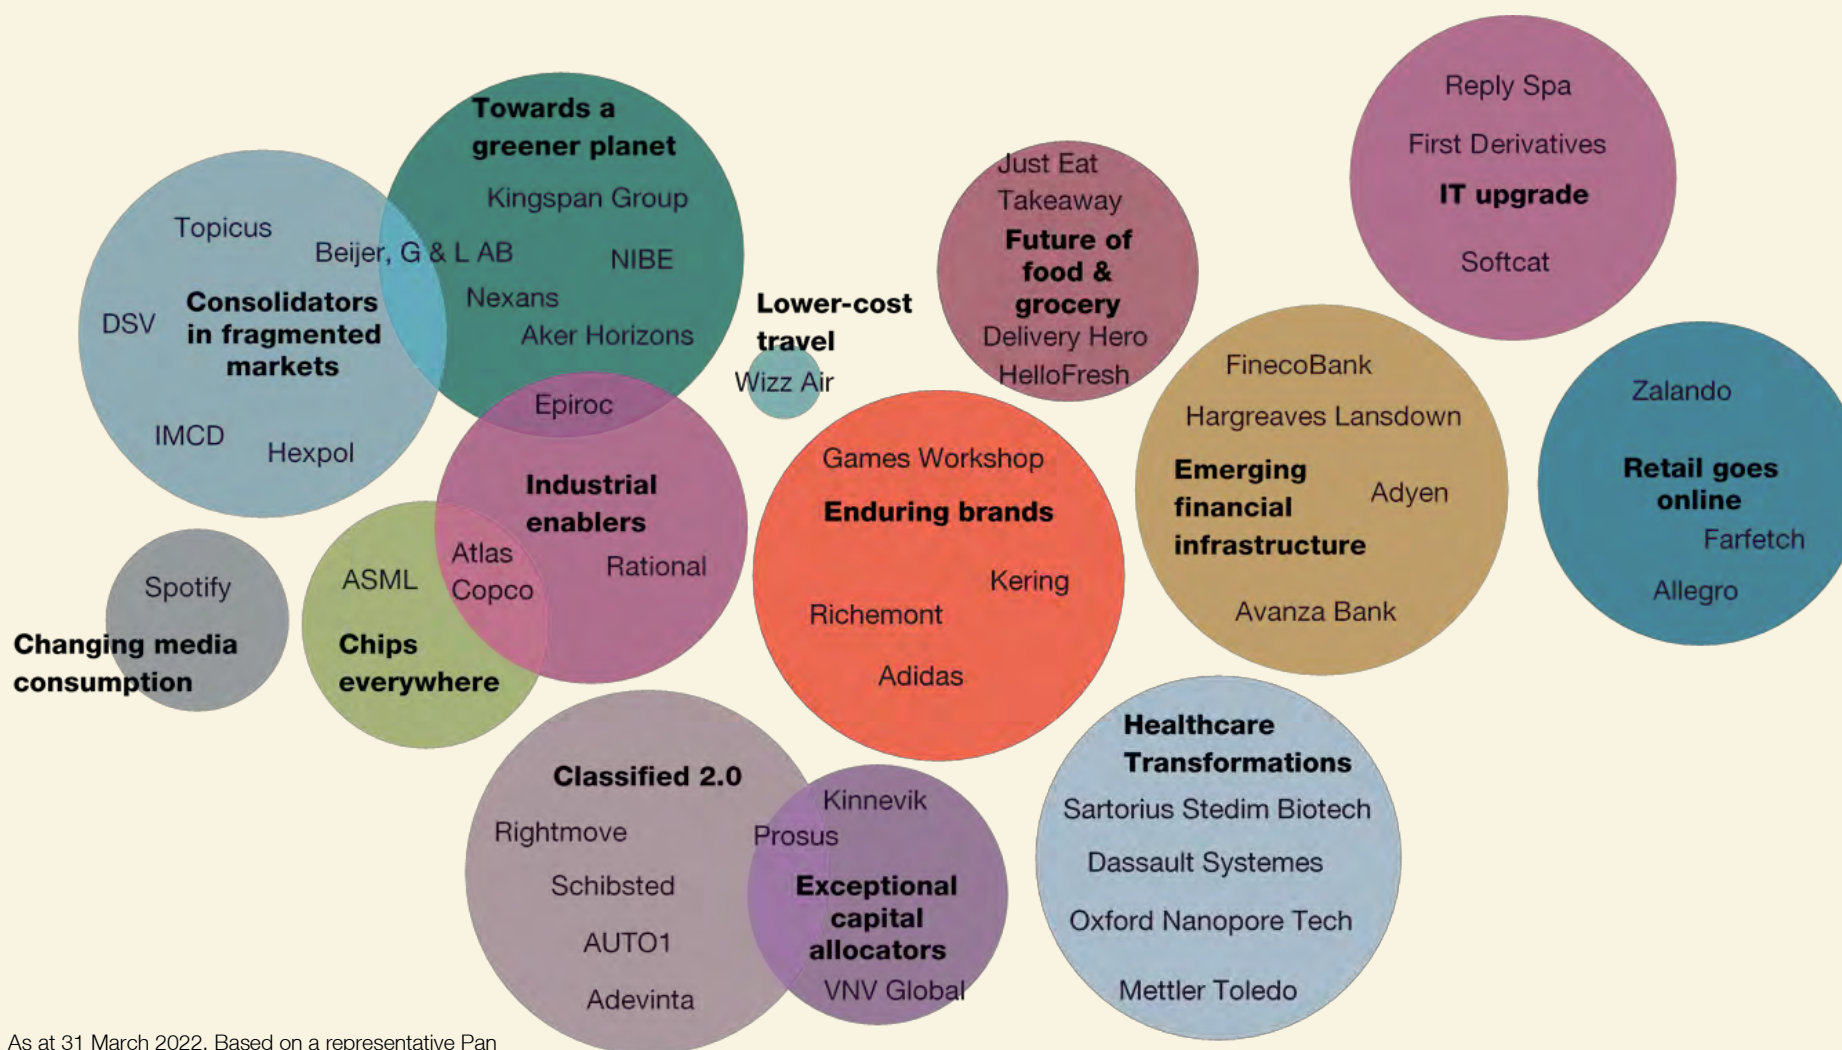 Towards a
greener planet
Kingspan Group
NIBE
Nexans
Aker Horizons
Beijer, G & L AB
Topicus
Consolidators
in fragmented
markets
DSV
IMCD
Hexpol
Epiroc
Industrial
enablers
Rational
Atlas
Copco
ASML
Chips
everywhere
Spotify
Changing media
consumption
Lower-cost
travel
Wizz Air
Just Eat
Takeaway
Future of
food &
grocery
Delivery Hero
HelloFresh
Reply Spa
First Derivatives
IT upgrade
Softcat
FinecoBank
Hargreaves Lansdown
Emerging
financial
infrastructure
Adyen
Avanza Bank
Zalando
Retail goes
online
Farfetch
Allegro
Games Workshop
Enduring brands
Kering
Richemont
Adidas
Classified 2.0
Rightmove
Schibsted
AUTO1
Adevinta
Prosus
Kinnevik
Exceptional
capital
allocators
VNV Global
Healthcare
Transformations
Sartorius Stedim Biotech
Dassault Systemes
Oxford Nanopore Tech
Mettler Toledo
As at 31 March 2022. Based on a representative Pan